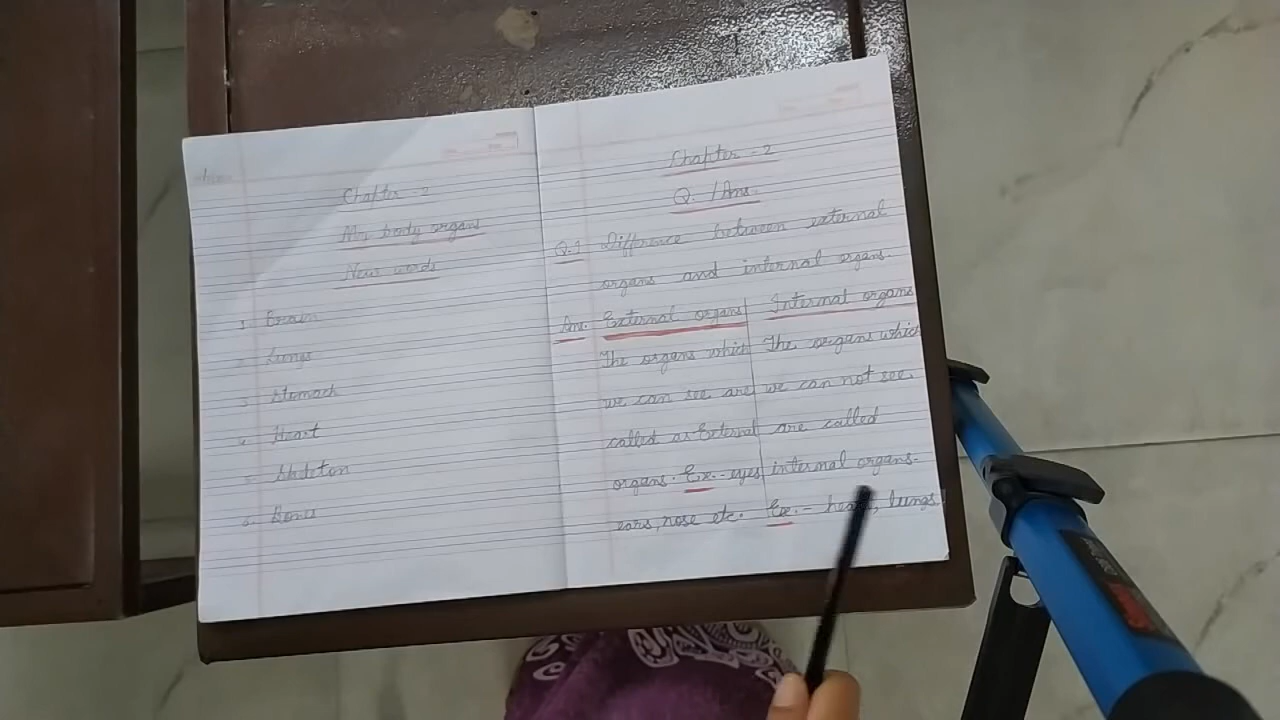 Chapter - 2
My body organs
New words
1. Brain
2. Lungs
3. Stomach
4. Heart
5. Skeleton
6. Bones
Chapter - 2
Q. / Ans.
Q.1 Difference between external
organs and internal organs.
Ans. External organs Internal organs
The organs which The organs which
we can see are we can not see
called as External are called
organs. Ex.- eyes internal organs.
ears, nose etc. Ex.- heart, lungs